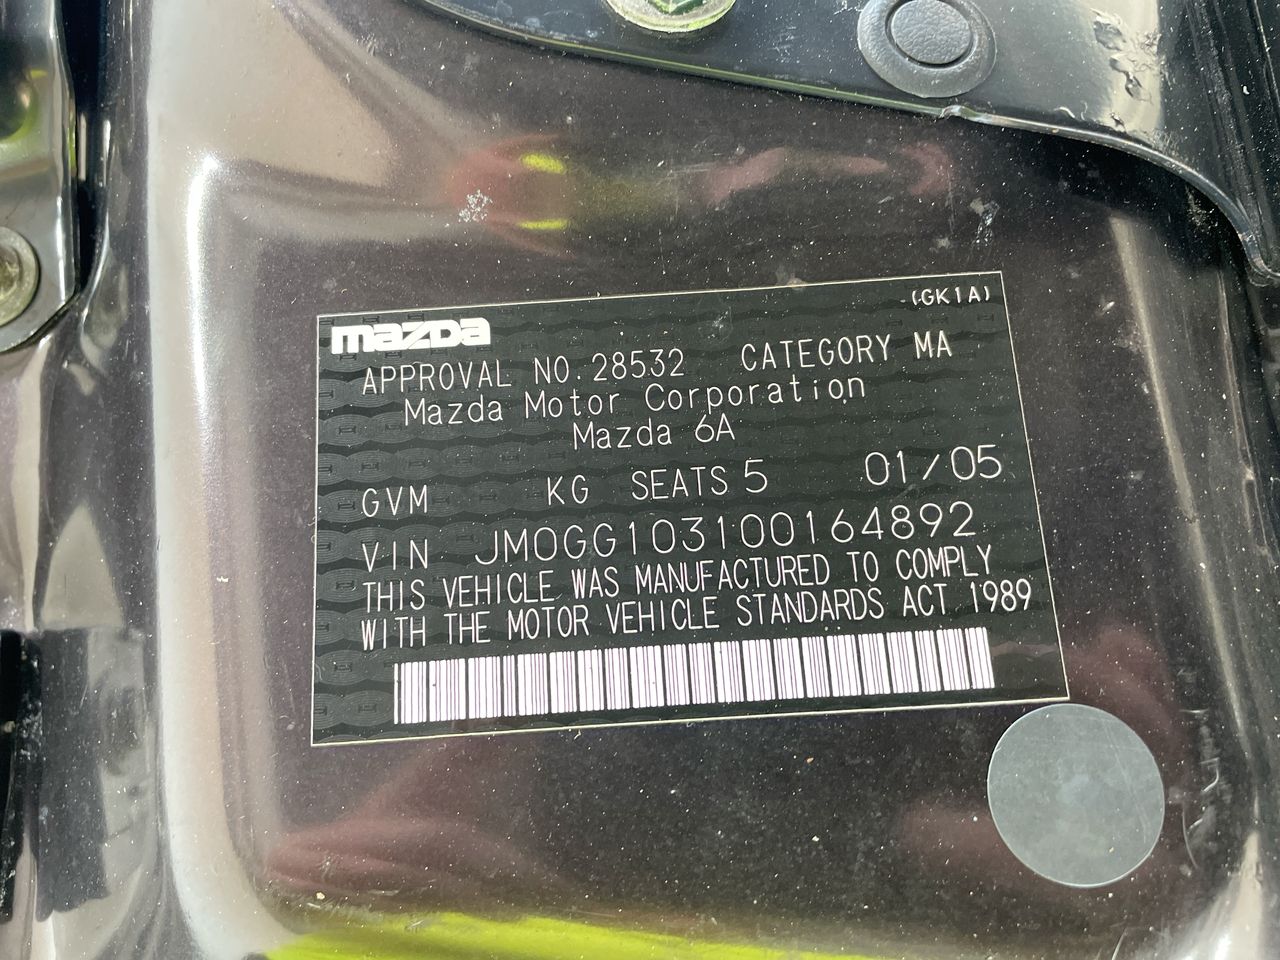 (GK1A)
mazda
APPROVAL NO.28532 CATEGORY MA
Mazda Motor Corporation
Mazda 6A
GVM KG SEATS 5 01/05
VIN JM0GG103100164892
THIS VEHICLE WAS MANUFACTURED TO COMPLY
WITH THE MOTOR VEHICLE STANDARDS ACT 1989